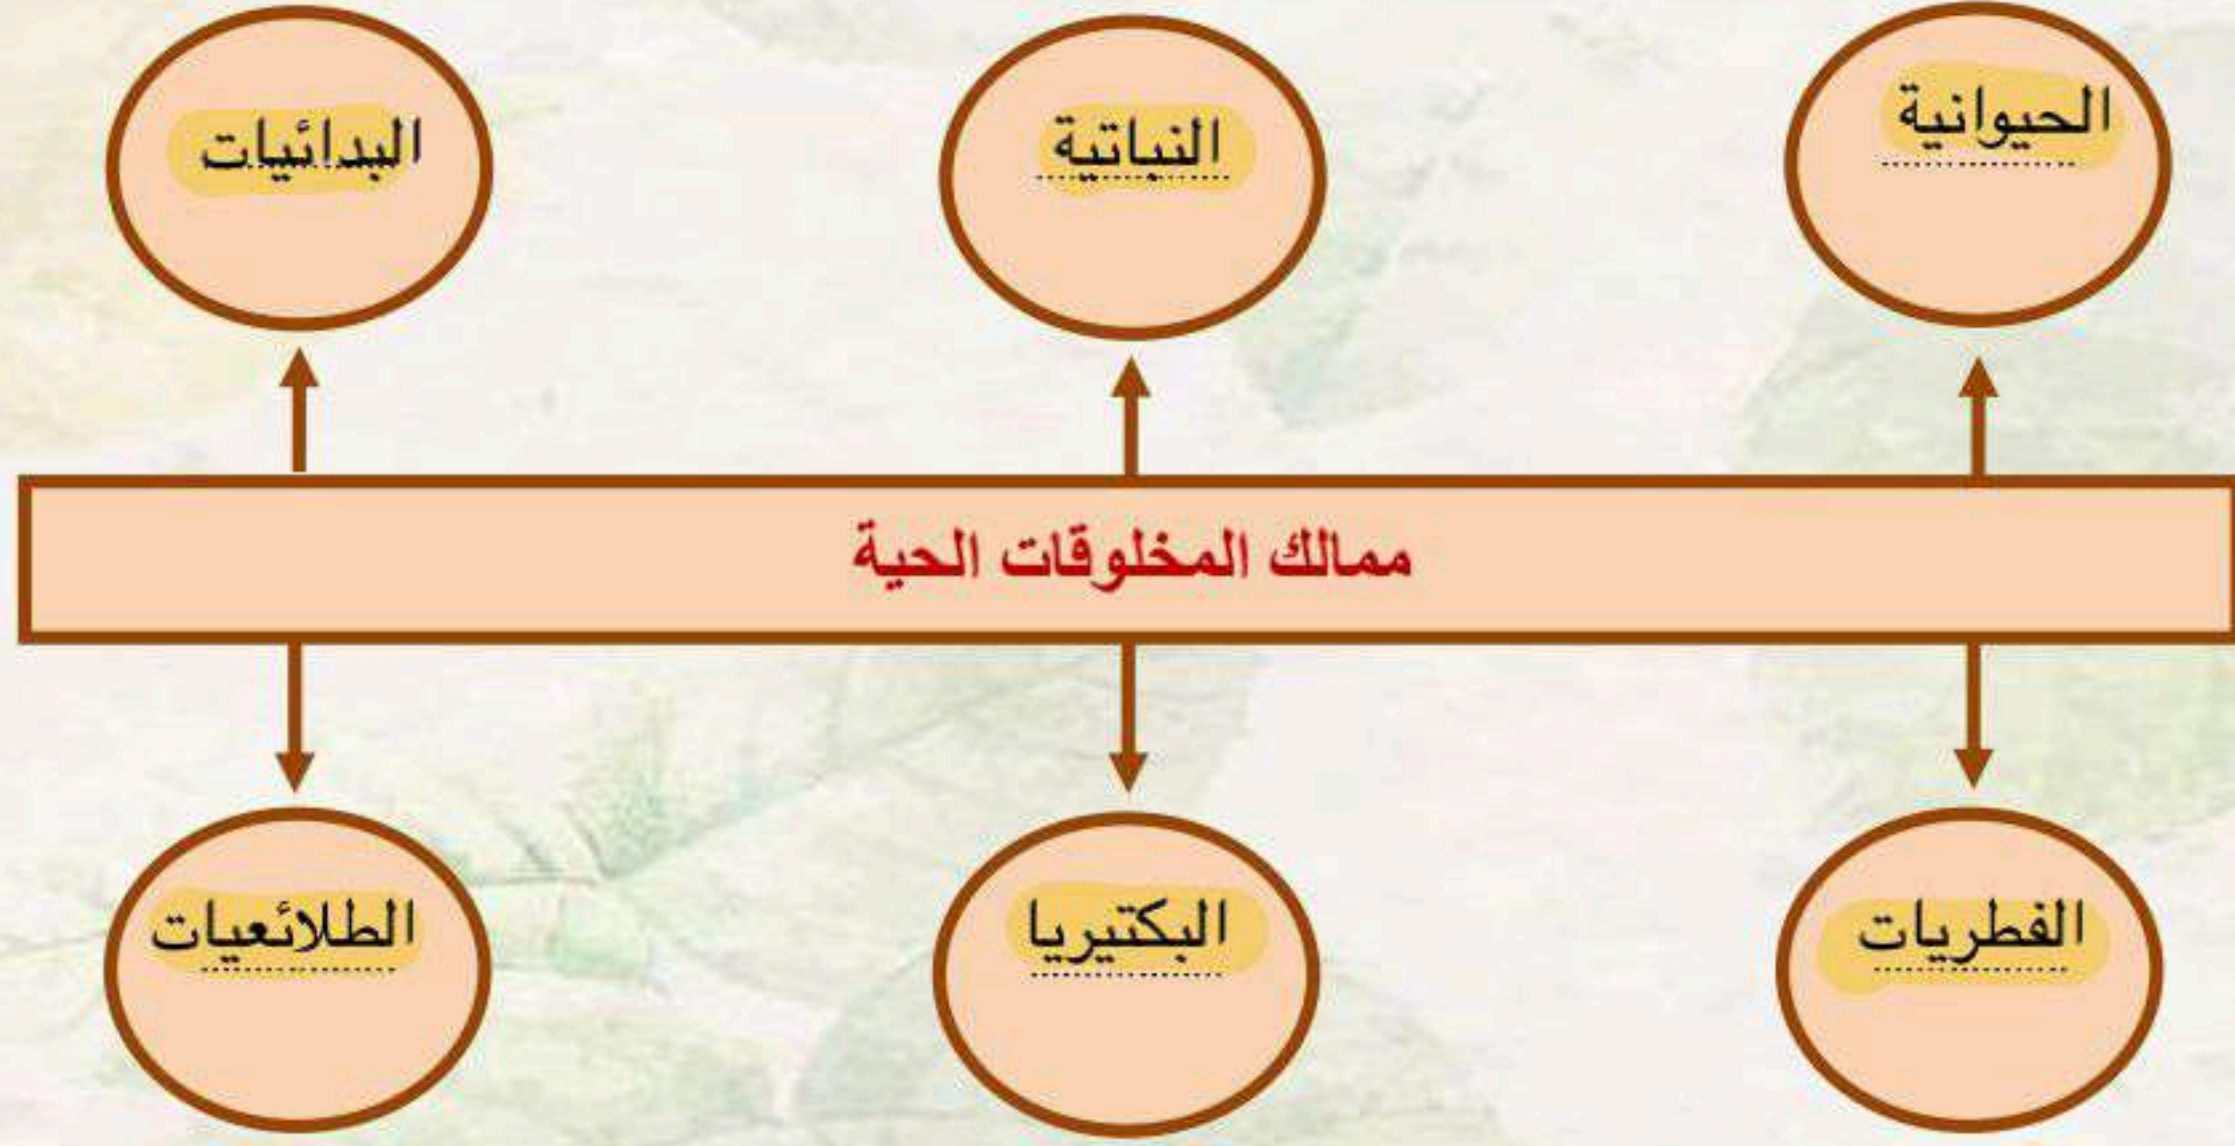 الحيوانية
النباتية
البدائيات
ممالك المخلوقات الحية
الفطريات
البكتيريا
الطلائعيات